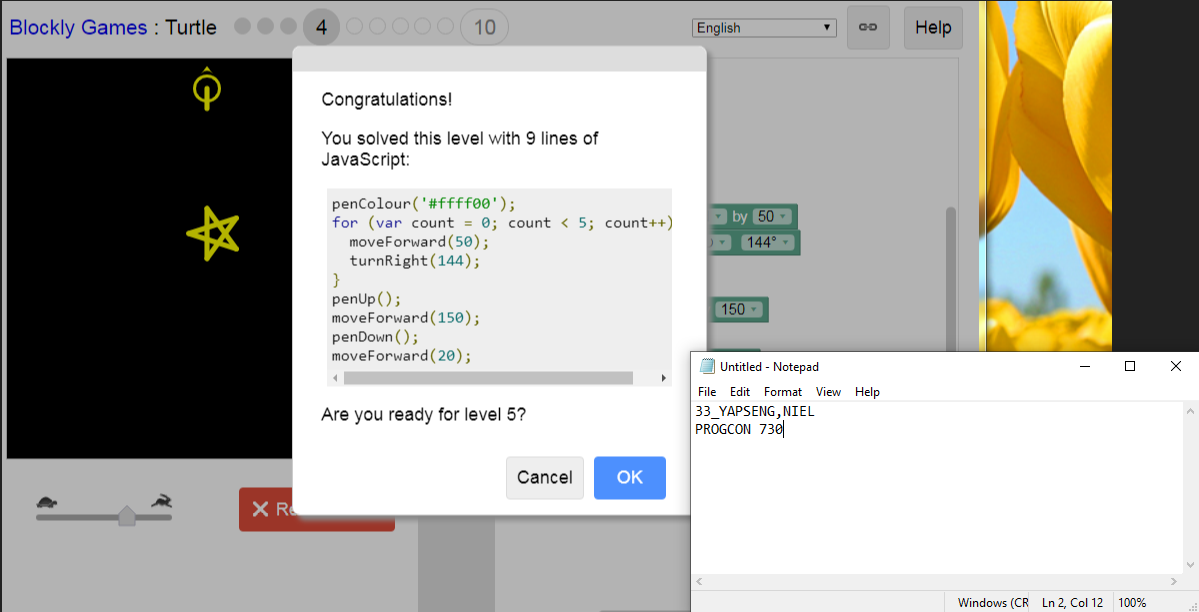 Blockly Games : Turtle 4 10 English Help
Congratulations!
You solved this level with 9 lines of
JavaScript:
penColour('#ffff00');
for (var count = 0; count < 5; count++)
  moveForward(50);
  turnRight(144);
}
penUp();
moveForward(150);
penDown();
moveForward(20);
Are you ready for level 5?
Cancel OK
by 50
144°
150
Untitled - Notepad
File Edit Format View Help
33_YAPSENG,NIEL
PROGCON 730
Windows (CR Ln 2, Col 12 100%